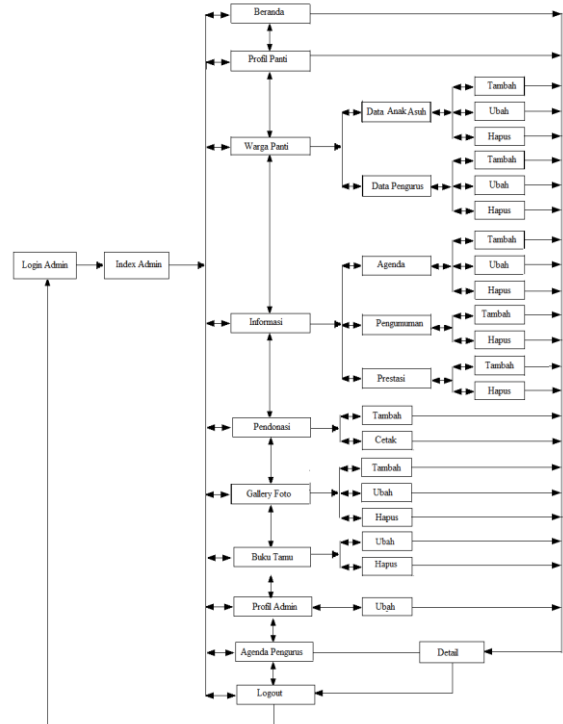 Beranda
Profil Panti
Tambah
Data Anak Asuh
Ubah
Hapus
Warga Panti
Tambah
Data Pengurus
Ubah
Hapus
Tambah
Login Admin
Index Admin
Agenda
Ubah
Hapus
Informasi
Pengumuman
Tambah
Hapus
Tambah
Prestasi
Hapus
Pendonasi
Tambah
Cetak
Tambah
Gallery Foto
Ubah
Hapus
Buku Tamu
Ubah
Hapus
Profil Admin
Ubah
Agenda Pengurus
Detail
Logout